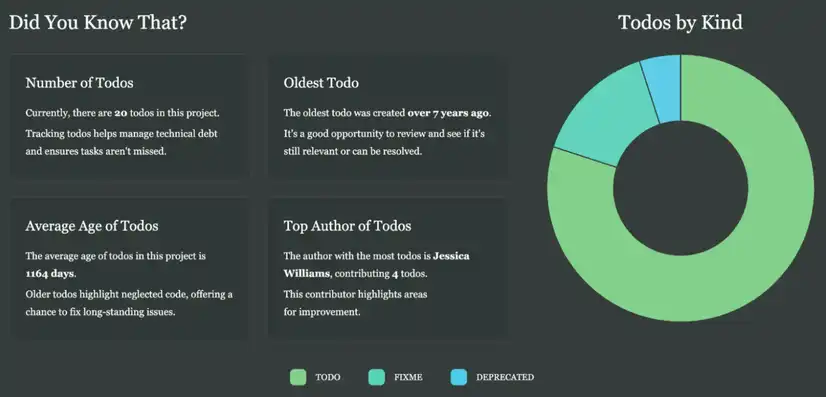 Did You Know That?
Number of Todos
Currently, there are 20 todos in this project.
Tracking todos helps manage technical debt
and ensures tasks aren't missed.
Oldest Todo
The oldest todo was created over 7 years ago.
It's a good opportunity to review and see if it's
still relevant or can be resolved.
Average Age of Todos
The average age of todos in this project is
1164 days.
Older todos highlight neglected code, offering a
chance to fix long-standing issues.
Top Author of Todos
The author with the most todos is Jessica
Williams, contributing 4 todos.
This contributor highlights areas
for improvement.
Todos by Kind
TODO
FIXME
DEPRECATED